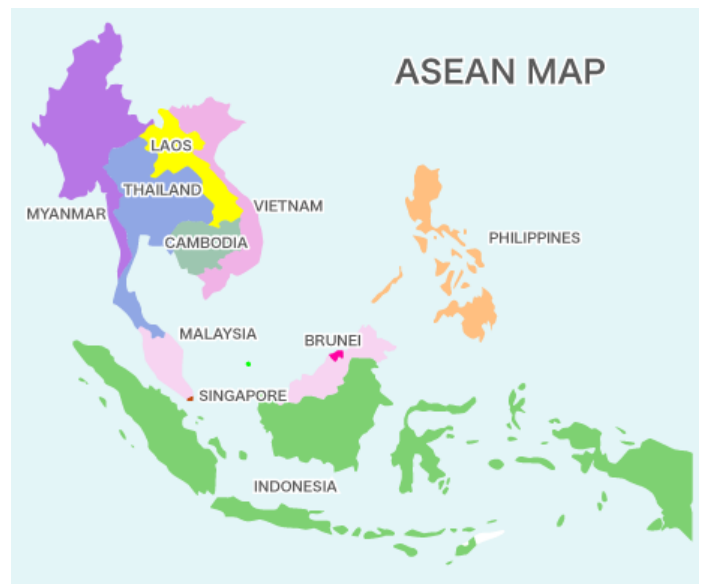 ASEAN MAP
LAOS
THAILAND
MYANMAR
VIETNAM
CAMBODIA
PHILIPPINES
MALAYSIA
BRUNEI
SINGAPORE
INDONESIA